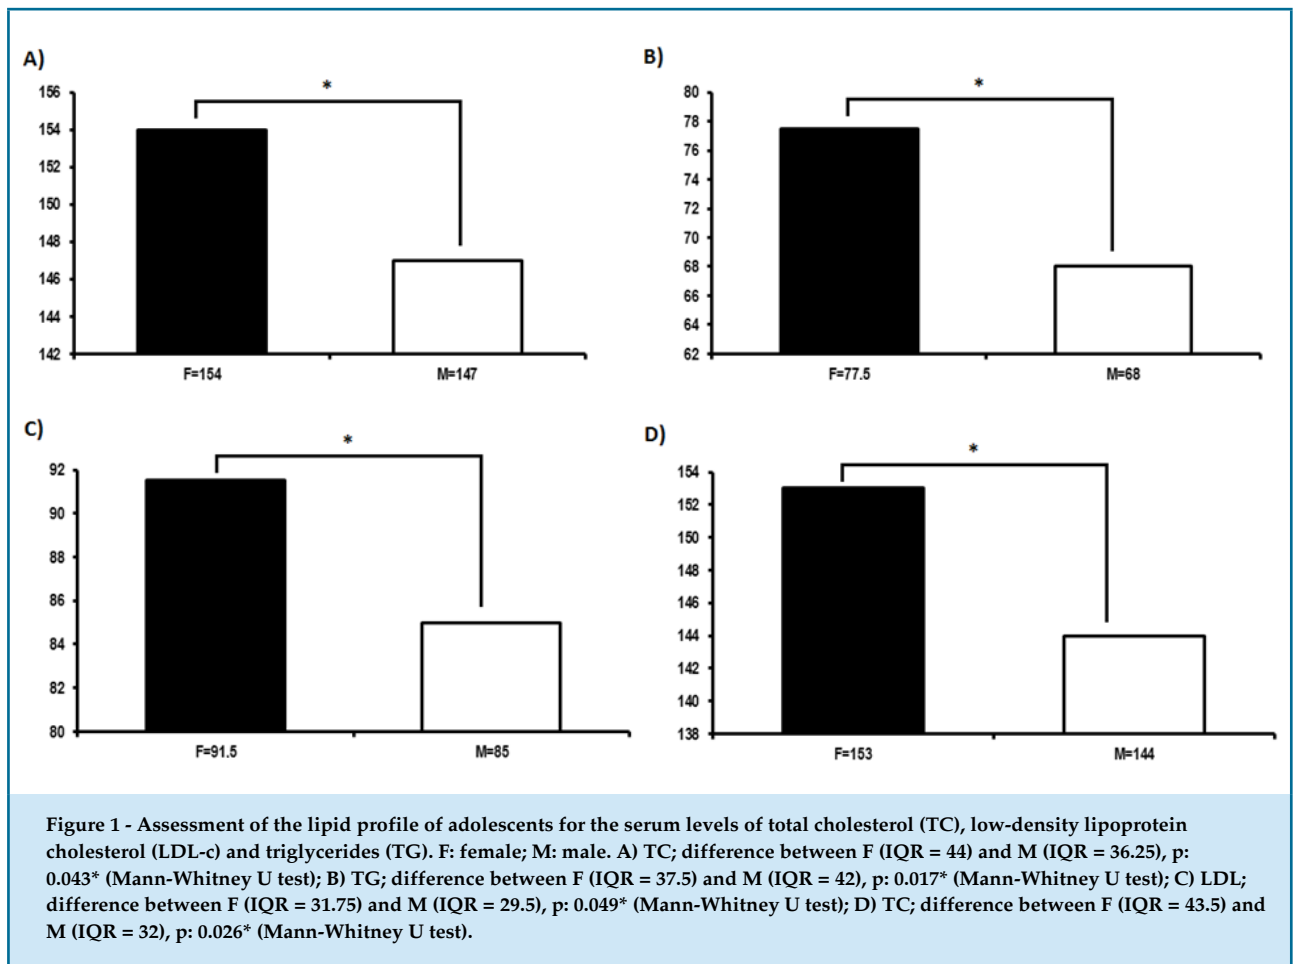 A)
*
156
154
152
150
148
146
144
142
F=154
M=147
B)
*
80
78
76
74
72
70
68
66
64
62
F=77.5
M=68
C)
*
92
90
88
86
84
82
80
F=91.5
M=85
D)
*
154
152
150
148
146
144
142
140
138
F=153
M=144
Figure 1 - Assessment of the lipid profile of adolescents for the serum levels of total cholesterol (TC), low-density lipoprotein
cholesterol (LDL-c) and triglycerides (TG). F: female; M: male. A) TC; difference between F (IQR = 44) and M (IQR = 36.25), p:
0.043* (Mann-Whitney U test); B) TG; difference between F (IQR = 37.5) and M (IQR = 42), p: 0.017* (Mann-Whitney U test); C) LDL;
difference between F (IQR = 31.75) and M (IQR = 29.5), p: 0.049* (Mann-Whitney U test); D) TC; difference between F (IQR = 43.5) and
M (IQR = 32), p: 0.026* (Mann-Whitney U test).